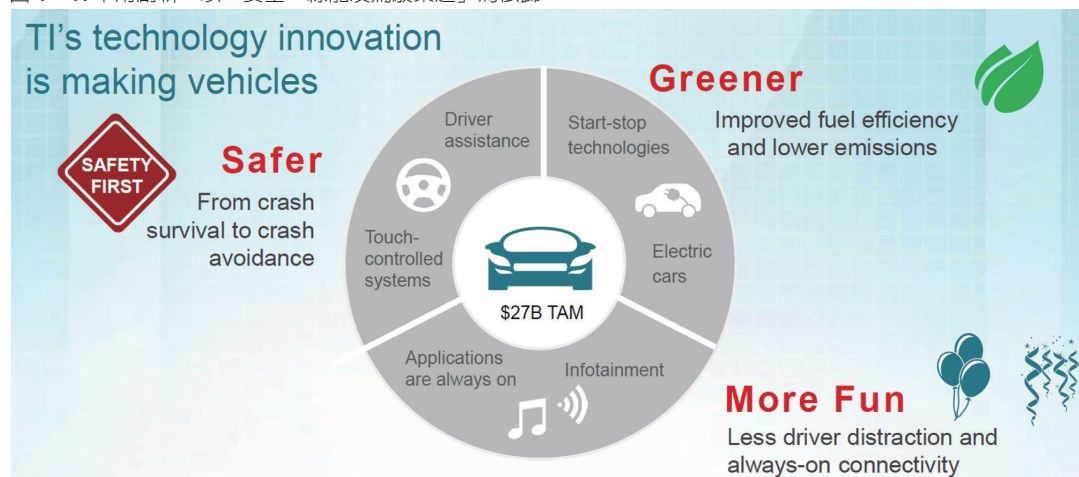 TI's technology innovation
is making vehicles
SAFETY
FIRST
Safer
From crash
survival to crash
avoidance
Driver
assistance
Touch-
controlled
systems
Start-stop
technologies
Electric
cars
$27B TAM
Applications
are always on
Infotainment
Greener
Improved fuel efficiency
and lower emissions
More Fun
Less driver distraction and
always-on connectivity